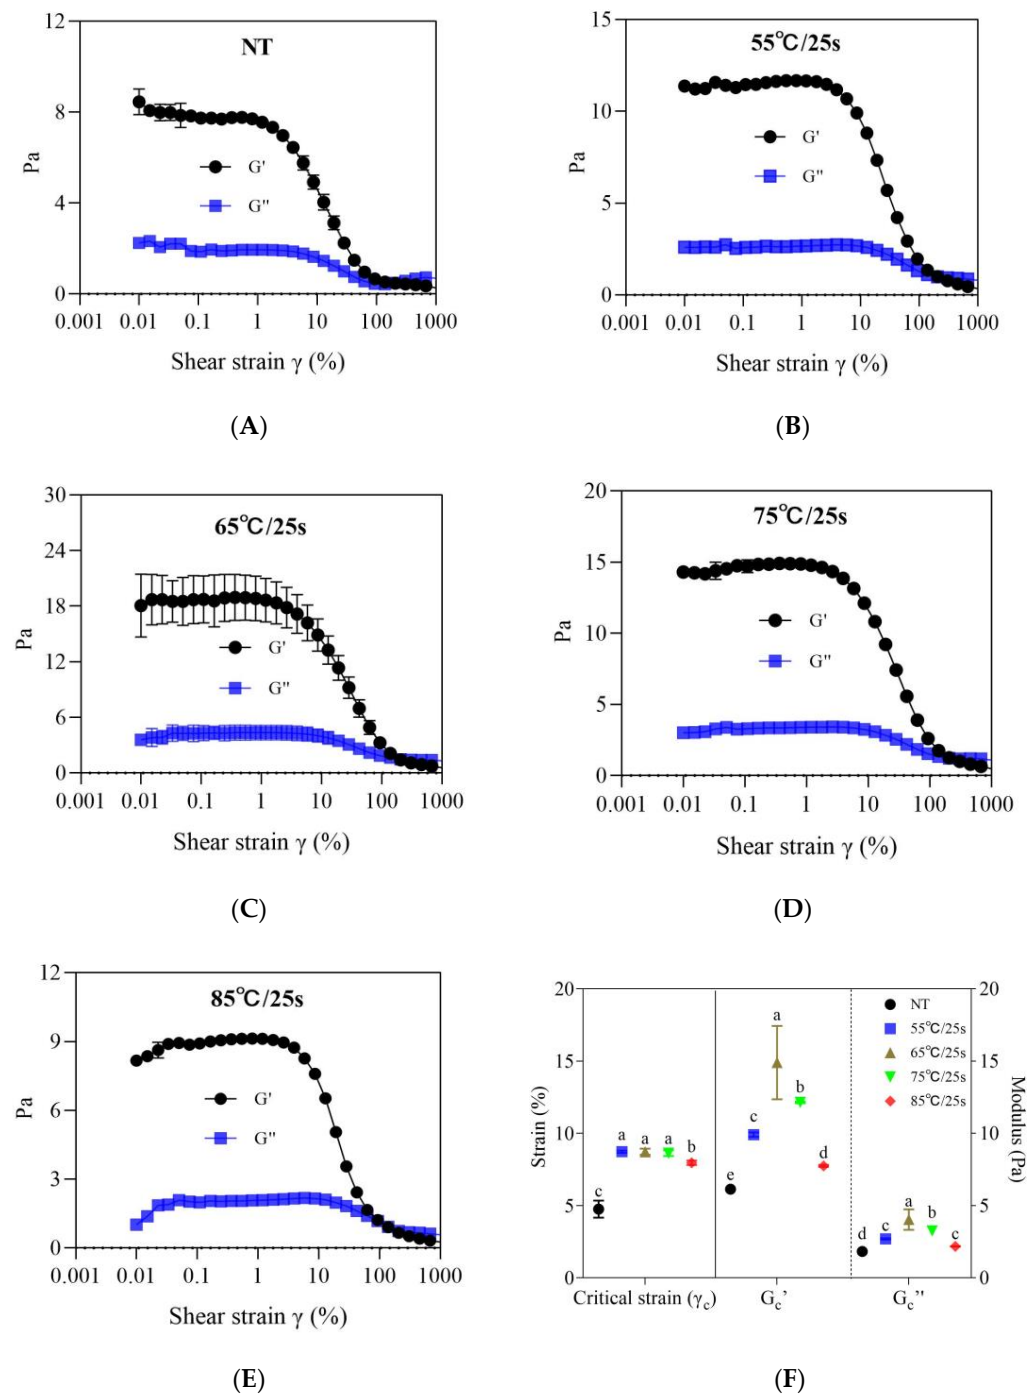 NT
Pa
12
8
4
0
G'
G''
0.001 0.01 0.1 1 10 100 1000
Shear strain γ (%)
(A)
55℃/25s
Pa
15
10
5
0
G'
G''
0.001 0.01 0.1 1 10 100 1000
Shear strain γ (%)
(B)
65℃/25s
Pa
30
24
18
12
6
0
G'
G''
0.001 0.01 0.1 1 10 100 1000
Shear strain γ (%)
(C)
75℃/25s
Pa
20
15
10
5
0
G'
G''
0.001 0.01 0.1 1 10 100 1000
Shear strain γ (%)
(D)
85℃/25s
Pa
12
9
6
3
0
G'
G''
0.001 0.01 0.1 1 10 100 1000
Shear strain γ (%)
(E)
Strain (%)
20
15
10
5
0
c a a a b
e c a b d
d c a b c
NT
55℃/25s
65℃/25s
75℃/25s
85℃/25s
20
15
10
5
0
Modulus (Pa)
Critical strain (γc) Gc' Gc''
(F)